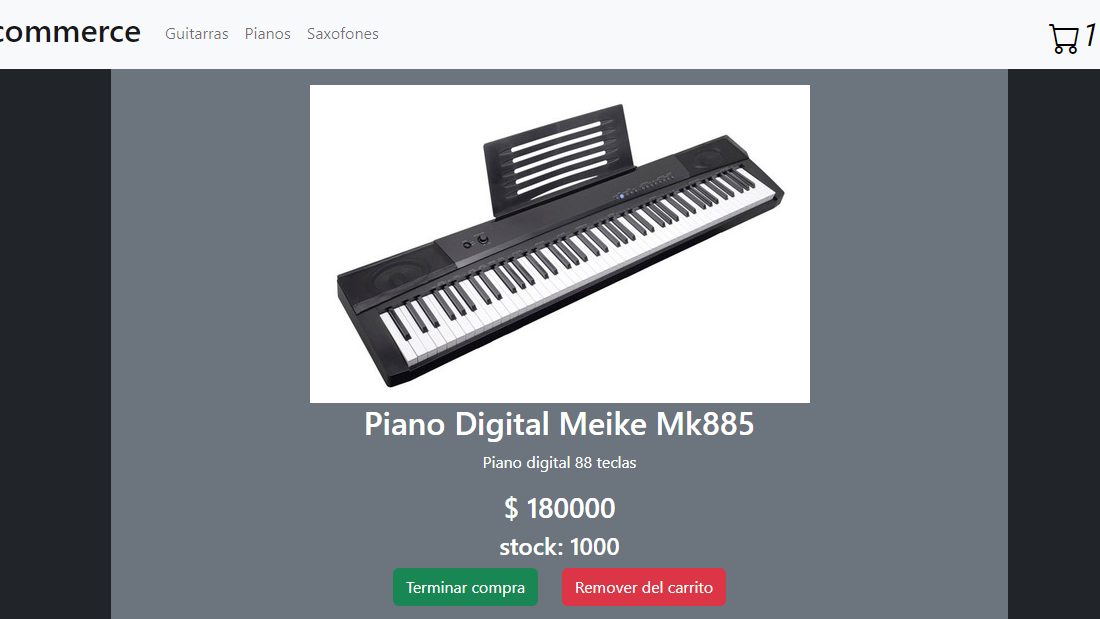 commerce
Guitarras Pianos Saxofones
1
Piano Digital Meike Mk885
Piano digital 88 teclas
$ 180000
stock: 1000
Terminar compra
Remover del carrito